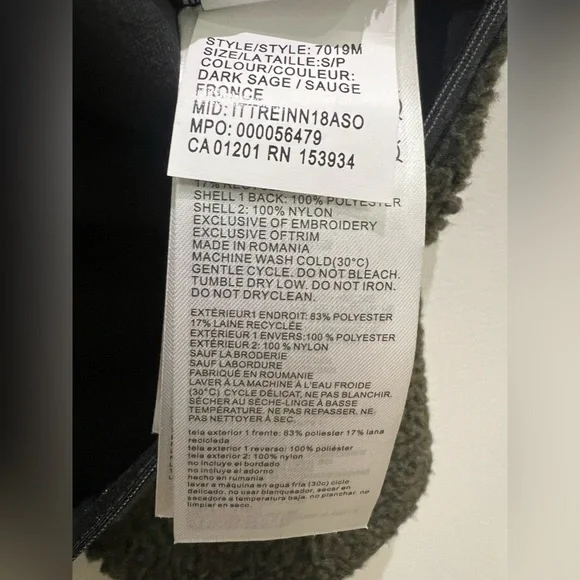 STYLE/STYLE: 7019M
SIZE/LA TAILLE:S/P
COLOUR/COULEUR:
DARK SAGE / SAUGE
FRONCE
MID: ITTREINN18ASO
MPO: 000056479
CA 01201 RN 153934
SHELL 1 BACK: 100% POLYESTER
SHELL 2: 100% NYLON
EXCLUSIVE OF EMBROIDERY
EXCLUSIVE OFTRIM
MADE IN ROMANIA
MACHINE WASH COLD(30°C)
GENTLE CYCLE. DO NOT BLEACH.
TUMBLE DRY LOW. DO NOT IRON.
DO NOT DRYCLEAN.
EXTÉRIEUR1 ENDROIT: 83% POLYESTER
17% LAINE RECYCLÉE
EXTÉRIEUR 1 ENVERS:100 % POLYESTER
EXTÉRIEUR 2: 100 % NYLON
SAUF LA BRODERIE
SAUF LABORDURE
FABRIQUÉ EN ROUMANIE
LAVER À LA MACHINE À L'EAU FROIDE
(30°C) CYCLE DÉLICAT, NE PAS BLANCHIR.
SÉCHER AU SÈCHE-LINGE À BASSE
TEMPÉRATURE. NE PAS REPASSER. NE
PAS NETTOYER À SEC.
tela exterior 1 frente: 83% poliester 17% lana
reciclada
tela exterior 1 reverso: 100% poliéster
tela exterior 2: 100% nylon
no incluye el bordado
no incluye el adorno
hecho en rumania
lavar a máquina en agua fría (30c) ciclo
delicado. no usar blanqueador, secar en
secadora a temperatura baja. no planchar. no
limpiar en seco